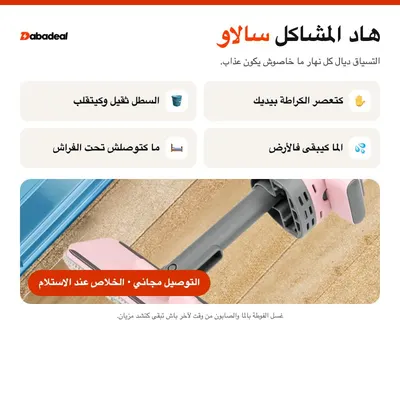 Dabadeal
هاد المشاكل سالاو
التسياق ديال كل نهار ما خاصوش يكون عذاب.
كتعصر الكراطة بيديك
السطل ثقيل وكيتقلب
الما كيبقى فالأرض
ما كتوصلش تحت الفراش
التوصيل مجاني • الخلاص عند الاستلام
غسل الفوطة بالما والصابون من وقت لآخر باش تبقى كتنشد مزيان.